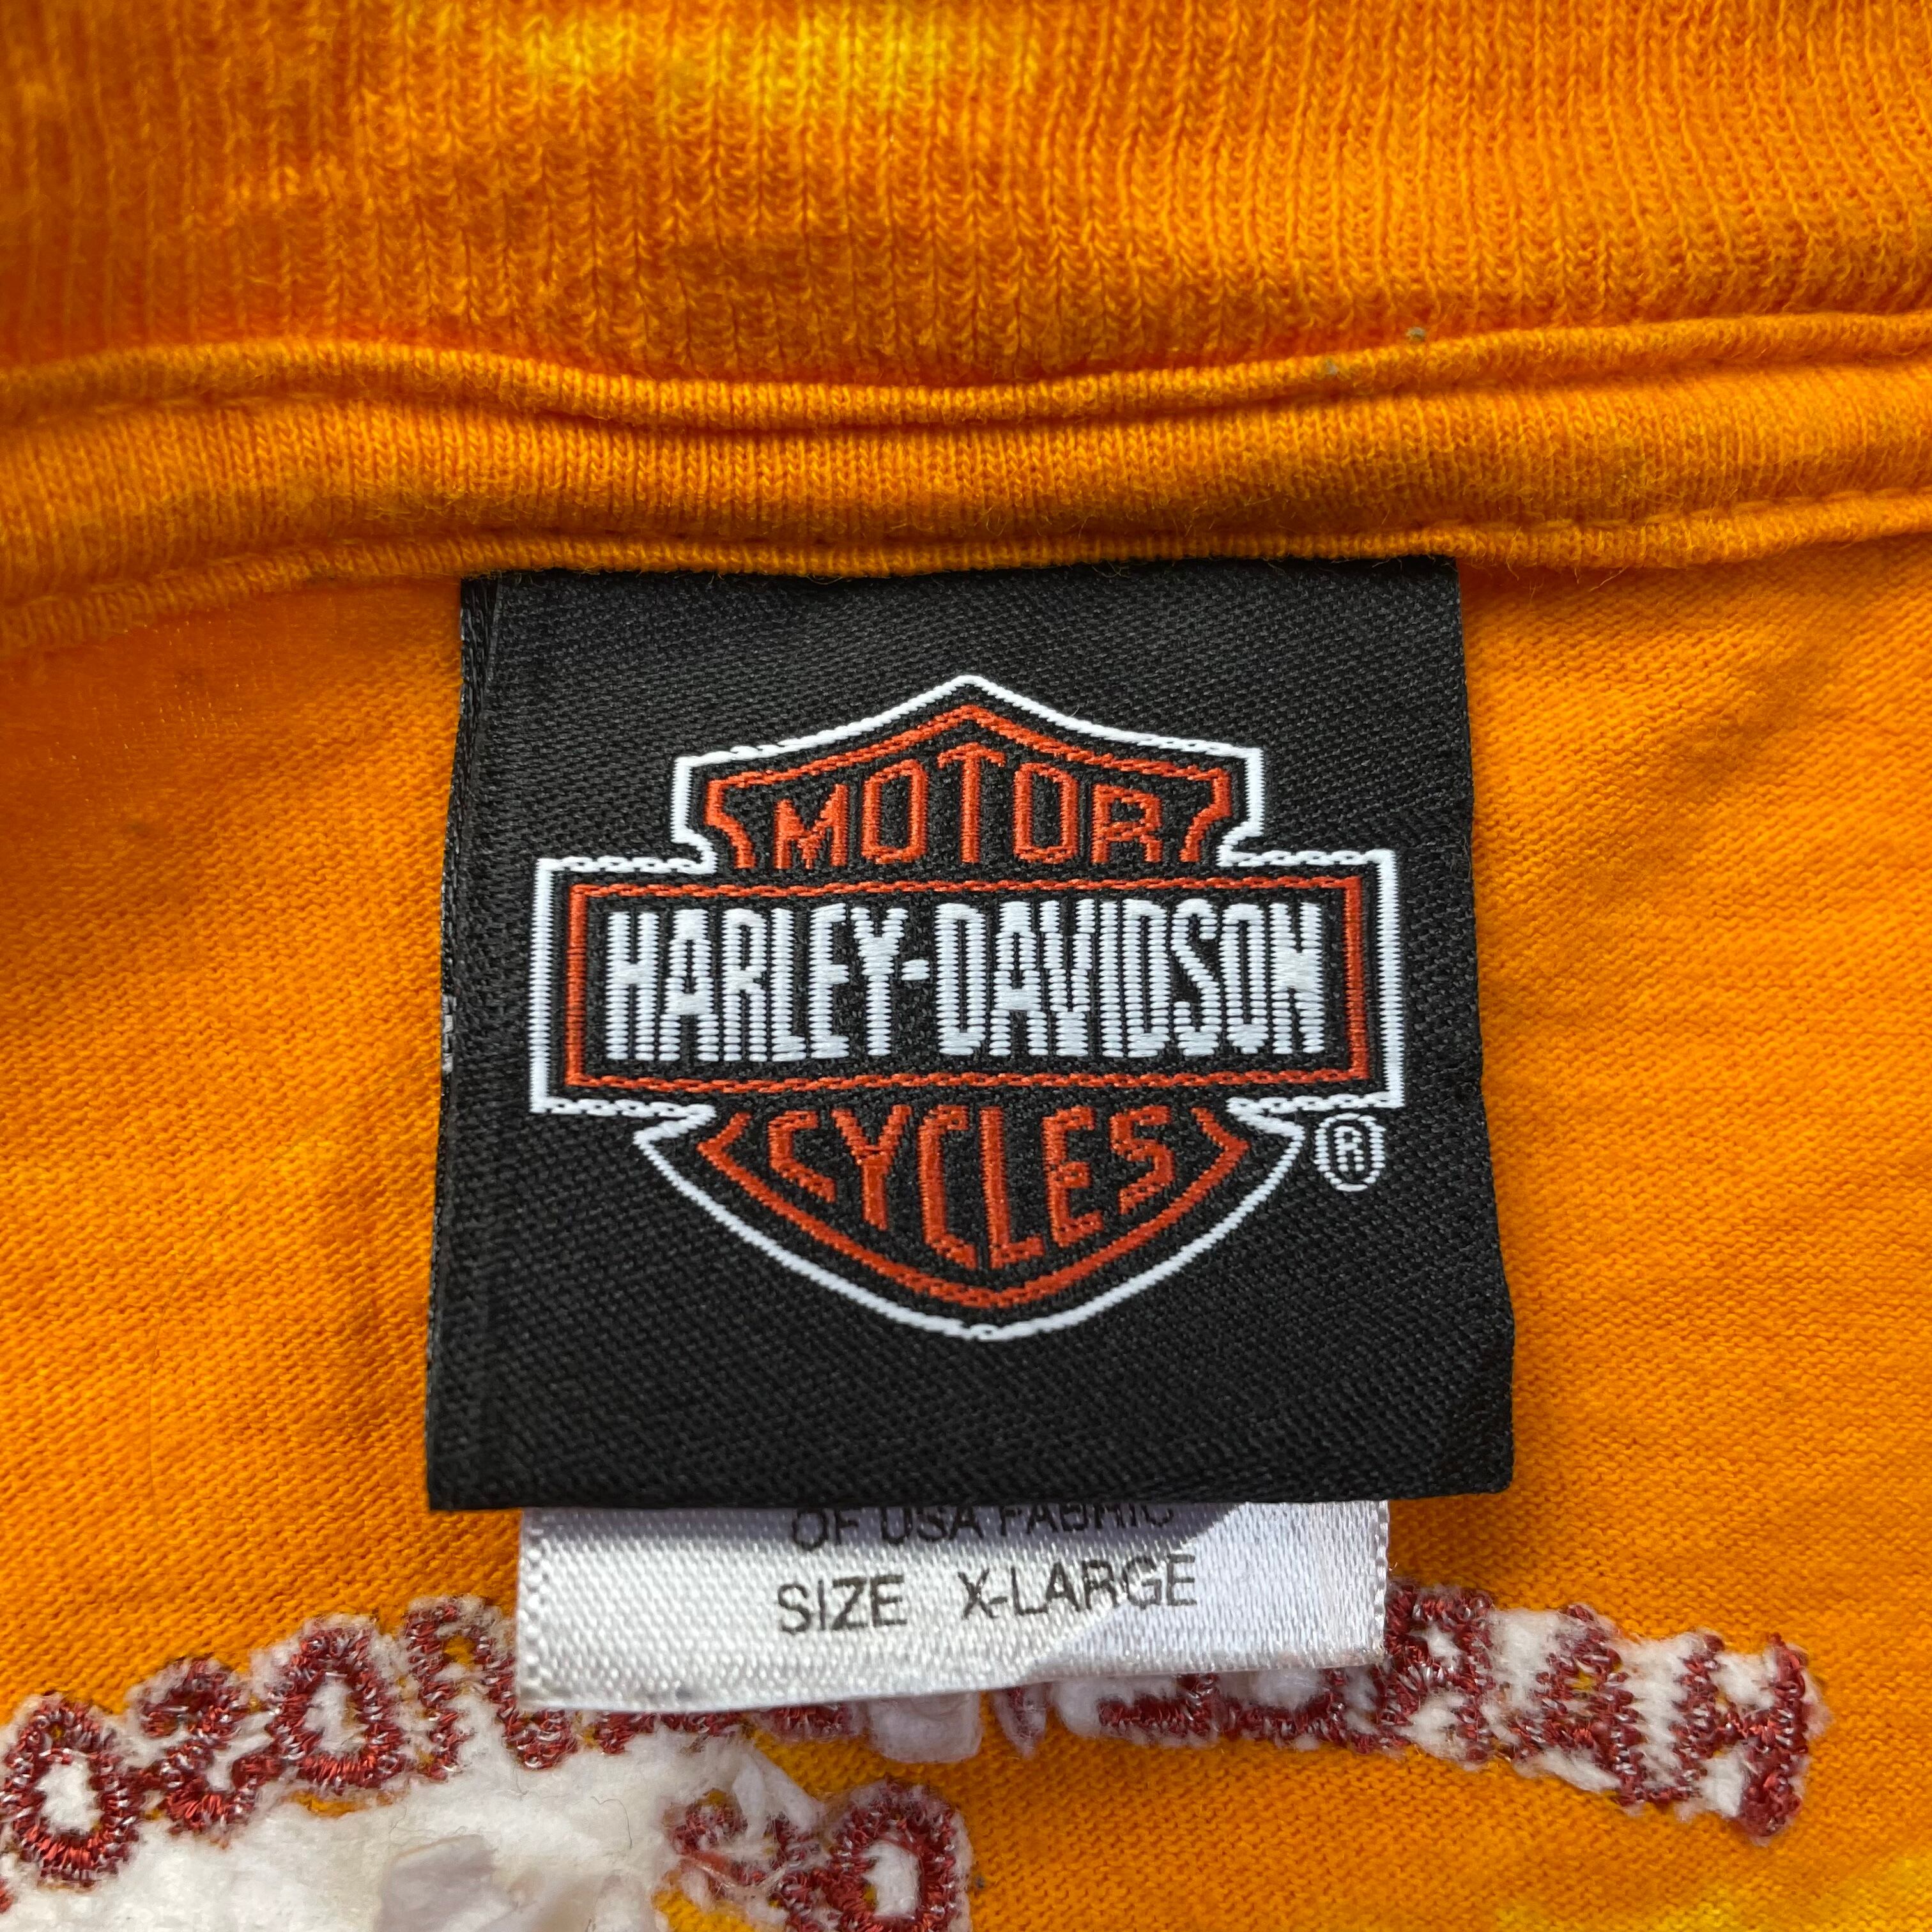 MOTOR
HARLEY-DAVIDSON
CYCLES
®
OF USA FABRIC
SIZE X-LARGE